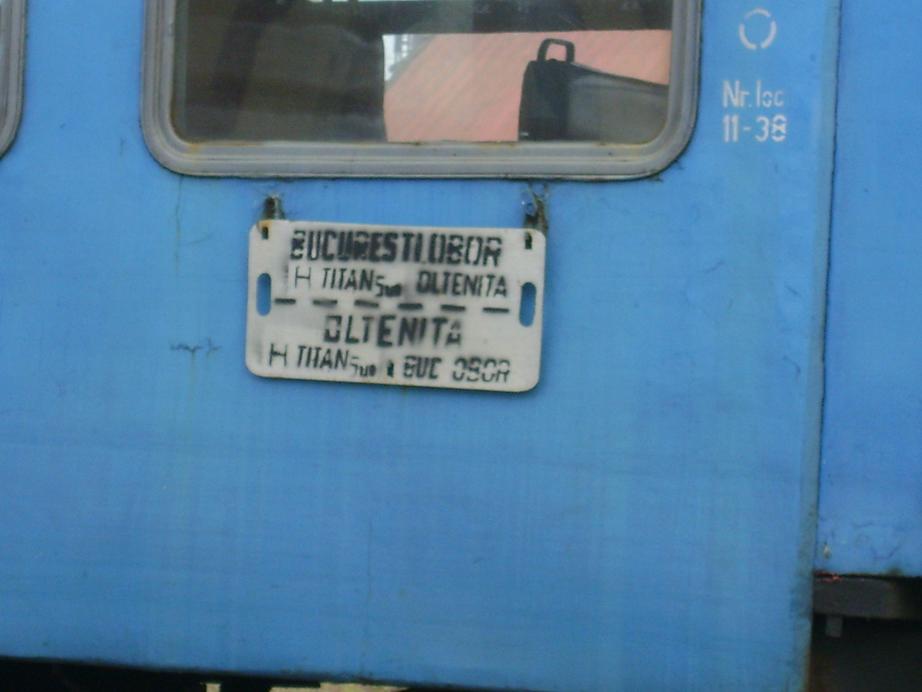 Nr. loc
11-38
BUCURESTI.OBOR
H TITAN Sud OLTENITA
OLTENITA
H TITAN Sud BUC OBOR